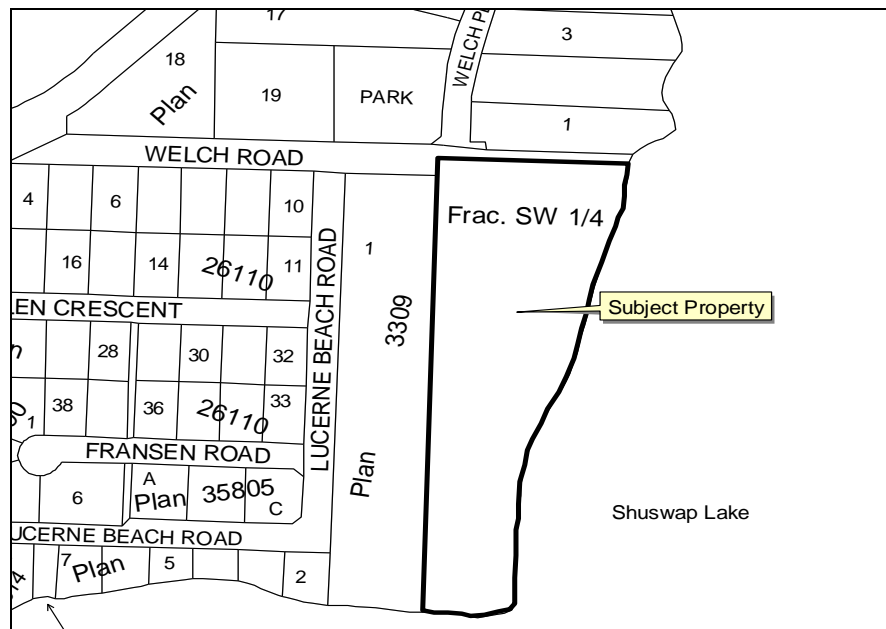 17
3
18
Plan
19
PARK
WELCH
1
WELCH ROAD
4
6
10
Frac. SW 1/4
1
16
14
26110
11
LEN CRESCENT
Subject Property
3309
LUCERNE BEACH ROAD
28
30
32
38
36
26110
33
1
FRANSEN ROAD
Plan
6
A
Plan
35805
C
Shuswap Lake
UCERNE BEACH ROAD
7
Plan
5
2